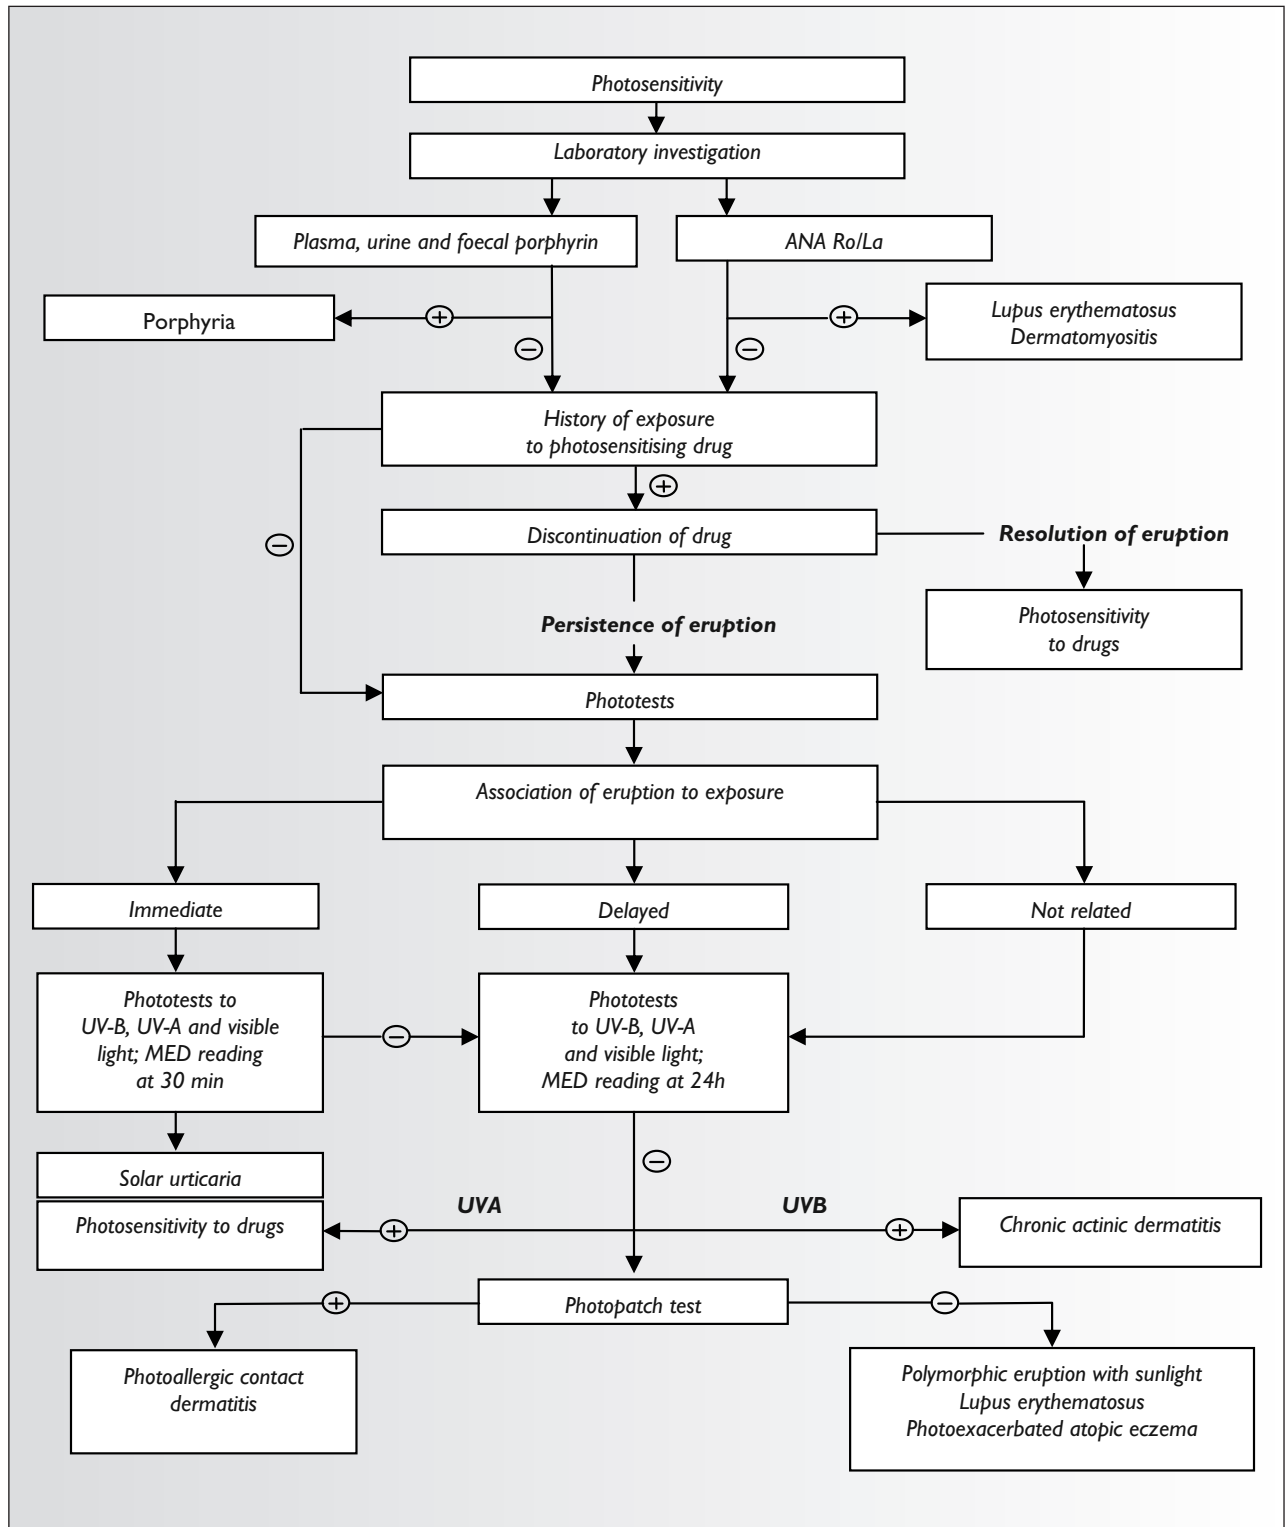 Photosensitivity
Laboratory investigation
Plasma, urine and foecal porphyrin
ANA Ro/La
Porphyria
+
+
Lupus erythematosus
Dermatomyositis
−
−
History of exposure
to photosensitising drug
+
−
Discontinuation of drug
Resolution of eruption
Photosensitivity
to drugs
Persistence of eruption
Phototests
Association of eruption to exposure
Immediate
Delayed
Not related
Phototests to
UV-B, UV-A and visible
light; MED reading
at 30 min
−
Phototests
to UV-B, UV-A
and visible light;
MED reading at 24h
−
Solar urticaria
Photosensitivity to drugs
+
UVA
UVB
+
Chronic actinic dermatitis
Photopatch test
+
−
Photoallergic contact
dermatitis
Polymorphic eruption with sunlight
Lupus erythematosus
Photoexacerbated atopic eczema